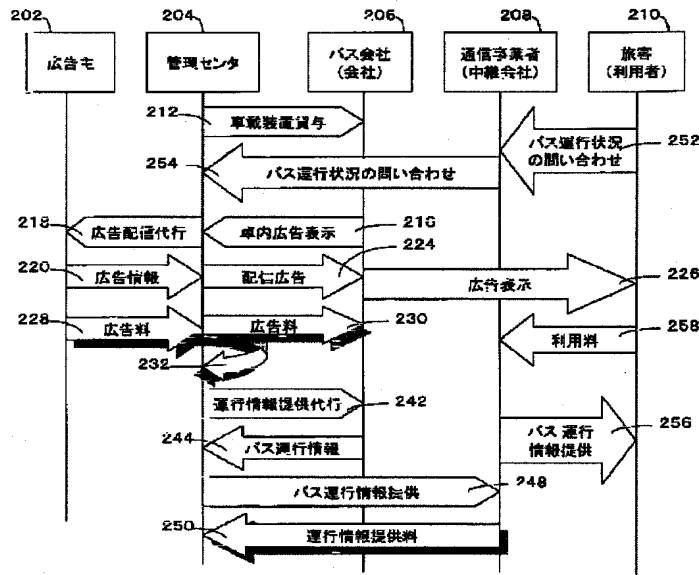 202 204 206 208 210
広告主 管理センタ バス会社 通信事業者 旅客
(会社) (中継会社) (利用者)
212 車載装置貸与
バス運行状況 252
の問い合わせ
254 バス運行状況の問い合わせ
218 広告配信代行 車内広告表示 216
220 広告情報 配信広告 224
広告表示 226
228 広告料 広告料 230
利用料 258
232
運行情報提供代行 242
244 バス運行情報
バス運行 256
情報提供
バス運行情報提供 248
250 運行情報提供料